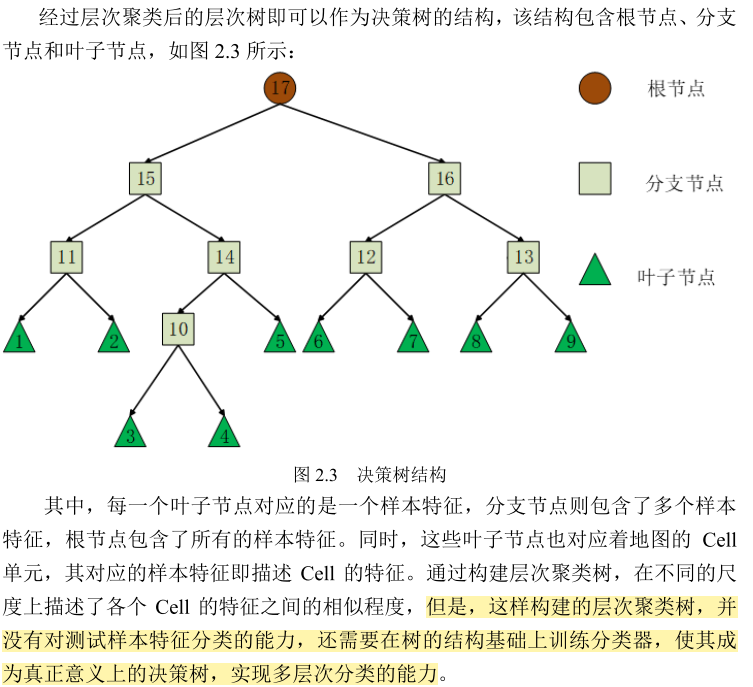 经过层次聚类后的层次树即可以作为决策树的结构，该结构包含根节点、分支
节点和叶子节点，如图 2.3 所示：
17
根节点
15
16
分支节点
11
14
12
13
叶子节点
10
1
2
5
6
7
8
9
3
4
图 2.3 决策树结构
其中，每一个叶子节点对应的是一个样本特征，分支节点则包含了多个样本
特征，根节点包含了所有的样本特征。同时，这些叶子节点也对应着地图的 Cell
单元，其对应的样本特征即描述 Cell 的特征。通过构建层次聚类树，在不同的尺
度上描述了各个 Cell 的特征之间的相似程度，但是，这样构建的层次聚类树，并
没有对测试样本特征分类的能力，还需要在树的结构基础上训练分类器，使其成
为真正意义上的决策树，实现多层次分类的能力。